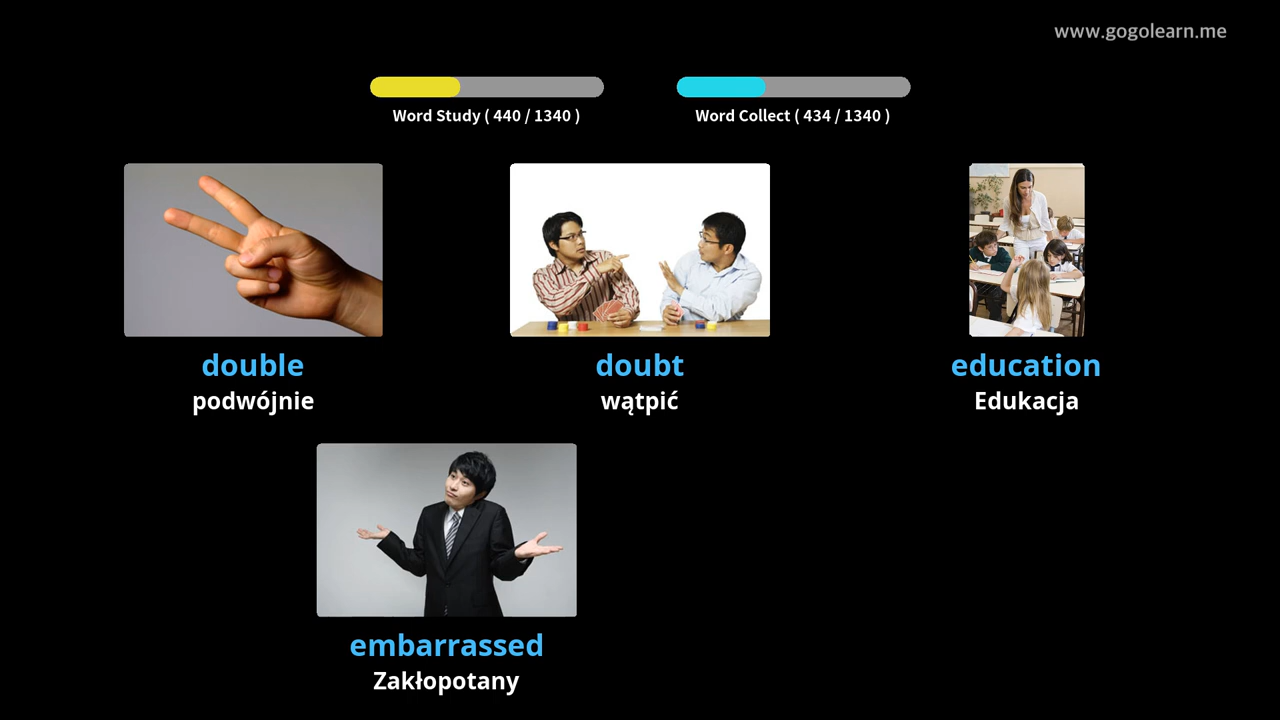 www.gogolearn.me
Word Study ( 440 / 1340 )
Word Collect ( 434 / 1340 )
double
podwójnie
doubt
wątpić
education
Edukacja
embarrassed
Zakłopotany